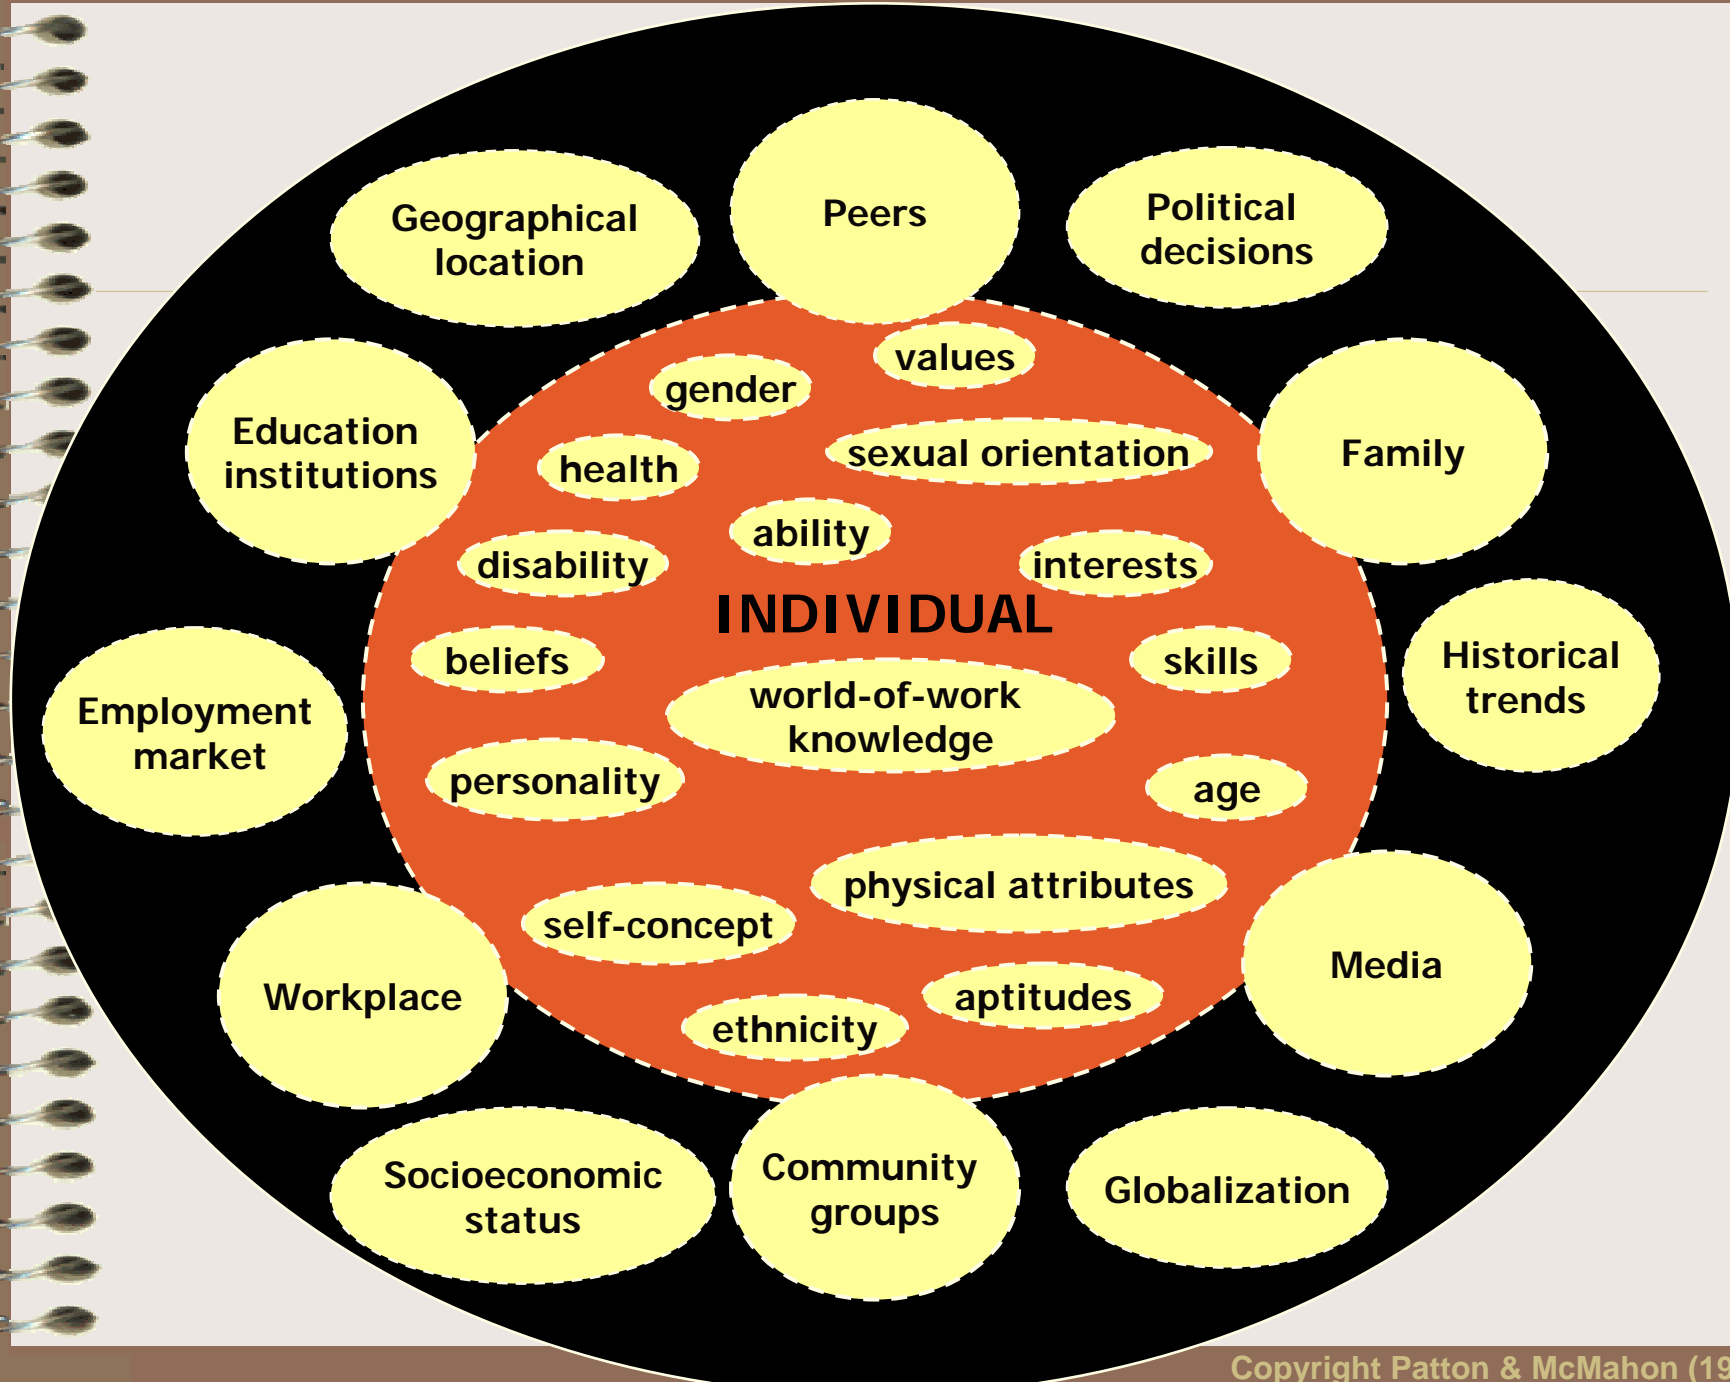 Peers
Geographical
location
Political
decisions
values
gender
Education
institutions
health
sexual orientation
Family
ability
disability
interests
INDIVIDUAL
beliefs
skills
Historical
trends
Employment
market
world-of-work
knowledge
personality
age
physical attributes
self-concept
Media
Workplace
aptitudes
ethnicity
Socioeconomic
status
Community
groups
Globalization
Copyright Patton & McMahon (19